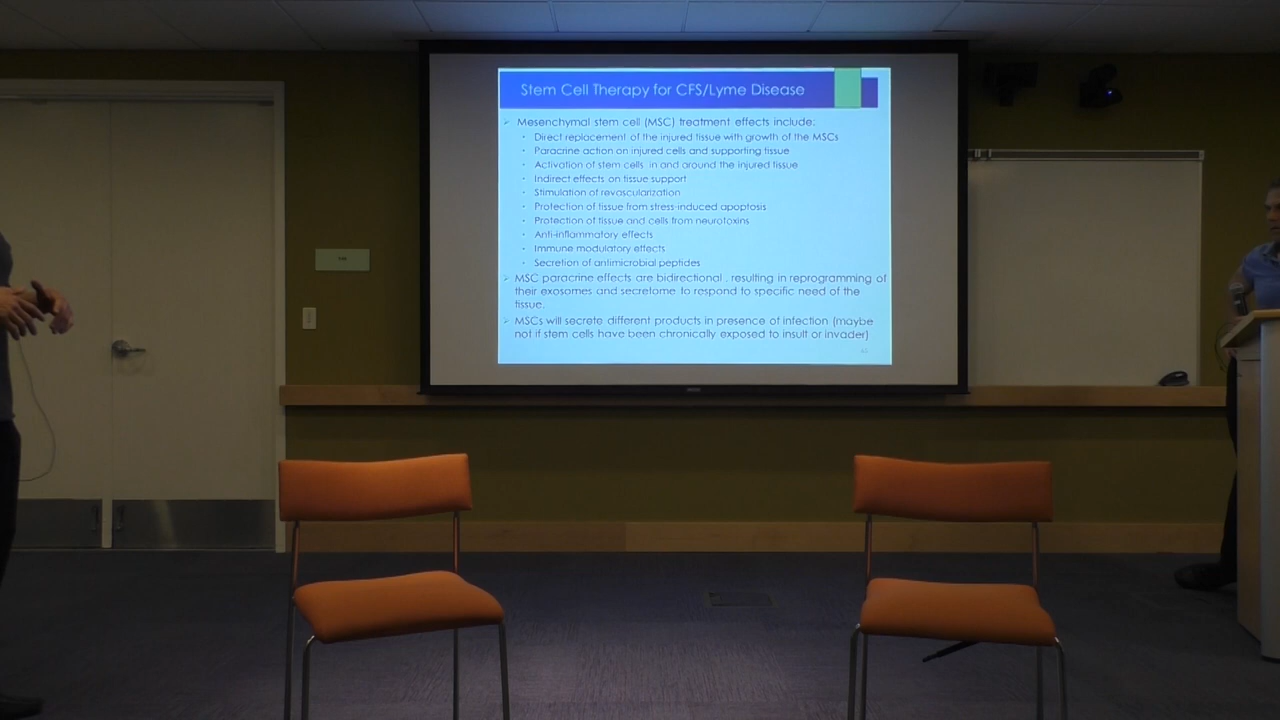 Stem Cell Therapy for CFS/Lyme Disease
Mesenchymal stem cell (MSC) treatment effects include:
Direct replacement of the injured tissue with growth of the MSCs
Paracrine action on injured cells and supporting tissue
Activation of stem cells in and around the injured tissue
Indirect effects on tissue support
Stimulation of revascularization
Protection of tissue from stress-induced apoptosis
Protection of tissue and cells from neurotoxins
Anti-inflammatory effects
Immune modulatory effects
Secretion of antimicrobial peptides
MSC paracrine effects are bidirectional , resulting in reprogramming of
their exosomes and secretome to respond to specific need of the
tissue.
MSCs will secrete different products in presence of infection (maybe
not if stem cells have been chronically exposed to insult or invader)